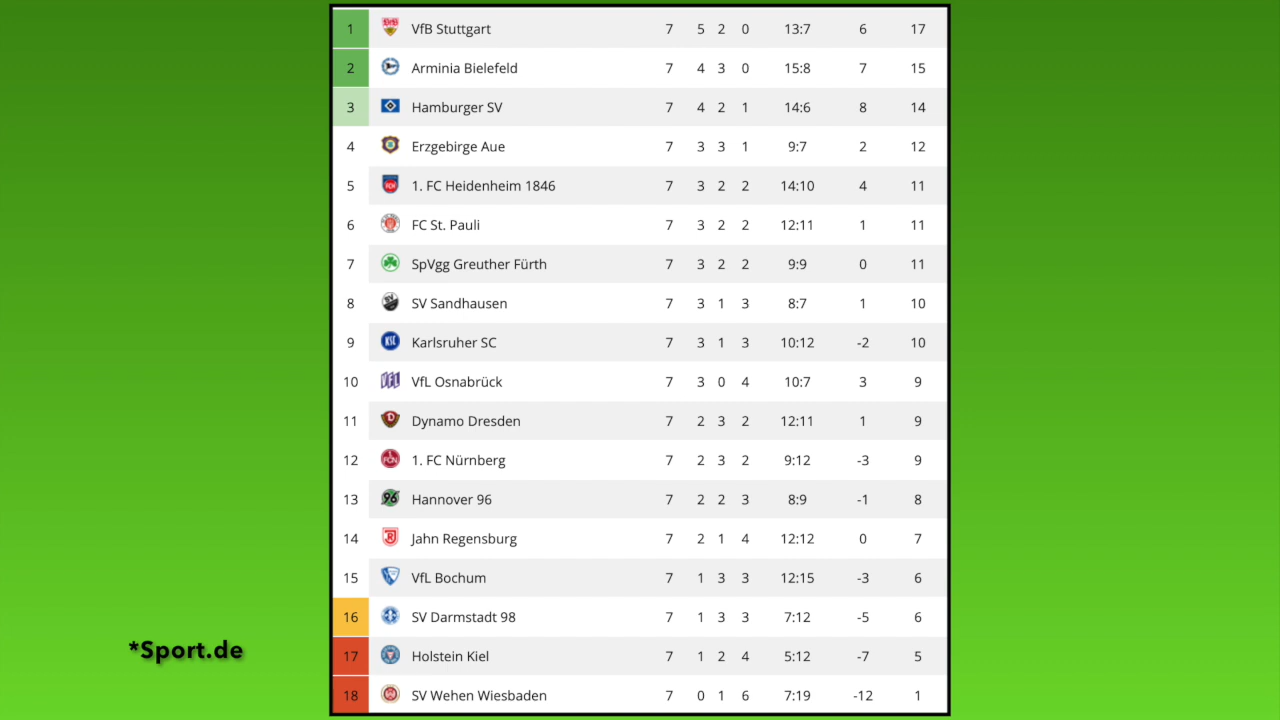 1 VfB Stuttgart 7 5 2 0 13:7 6 17
2 Arminia Bielefeld 7 4 3 0 15:8 7 15
3 Hamburger SV 7 4 2 1 14:6 8 14
4 Erzgebirge Aue 7 3 3 1 9:7 2 12
5 1. FC Heidenheim 1846 7 3 2 2 14:10 4 11
6 FC St. Pauli 7 3 2 2 12:11 1 11
7 SpVgg Greuther Fürth 7 3 2 2 9:9 0 11
8 SV Sandhausen 7 3 1 3 8:7 1 10
9 Karlsruher SC 7 3 1 3 10:12 -2 10
10 VfL Osnabrück 7 3 0 4 10:7 3 9
11 Dynamo Dresden 7 2 3 2 12:11 1 9
12 1. FC Nürnberg 7 2 3 2 9:12 -3 9
13 Hannover 96 7 2 2 3 8:9 -1 8
14 Jahn Regensburg 7 2 1 4 12:12 0 7
15 VfL Bochum 7 1 3 3 12:15 -3 6
16 SV Darmstadt 98 7 1 3 3 7:12 -5 6
17 Holstein Kiel 7 1 2 4 5:12 -7 5
18 SV Wehen Wiesbaden 7 0 1 6 7:19 -12 1
*Sport.de